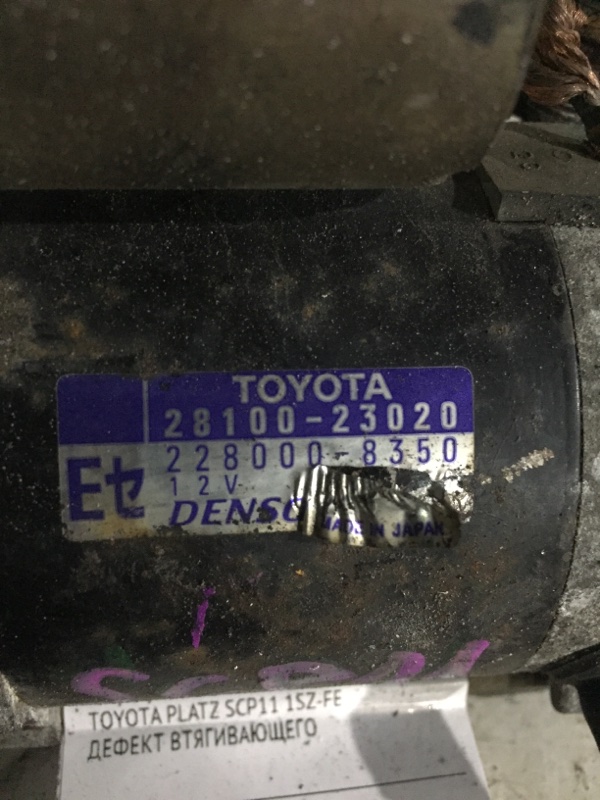 TOYOTA
28100-23020
228000-8350
Eセ
12V
DENSO
MADE IN JAPAN
TOYOTA PLATZ SCP11 1SZ-FE
ДЕФЕКТ ВТЯГИВАЮЩЕГО